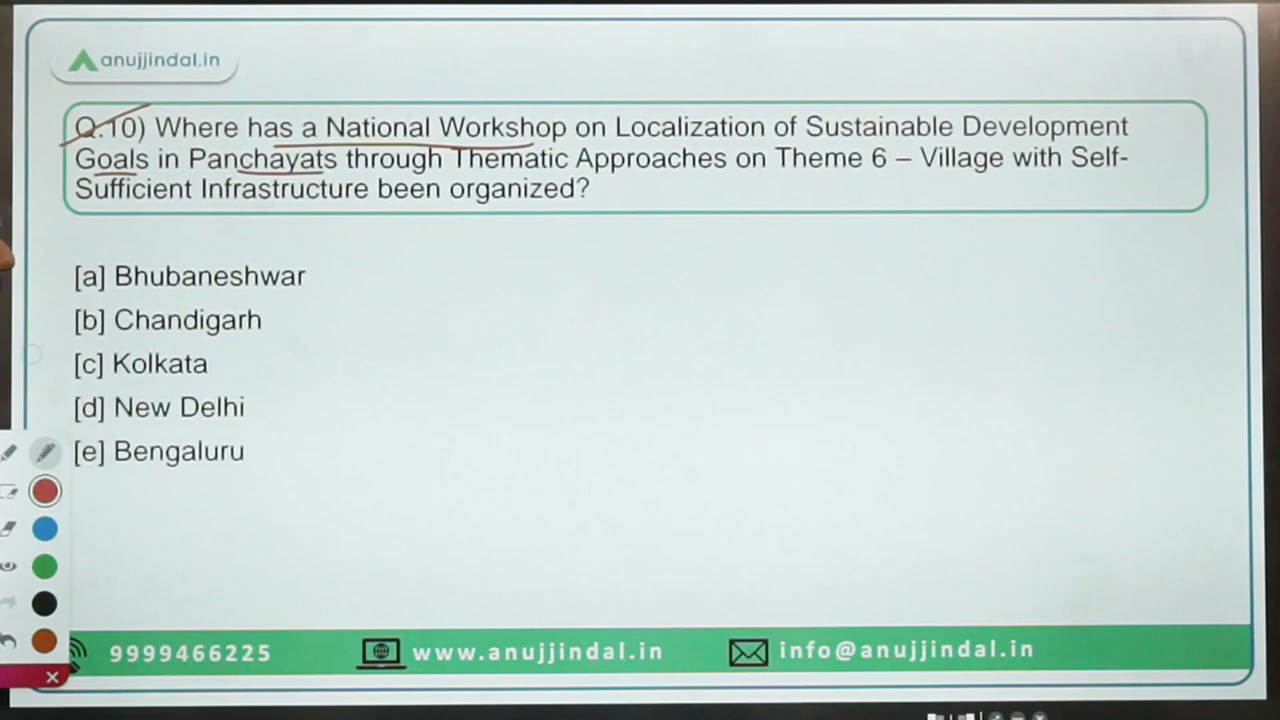 anujjindal.in
Q.10) Where has a National Workshop on Localization of Sustainable Development
Goals in Panchayats through Thematic Approaches on Theme 6 – Village with Self-
Sufficient Infrastructure been organized?
[a] Bhubaneshwar
[b] Chandigarh
[c] Kolkata
[d] New Delhi
[e] Bengaluru
9999466225 www.anujjindal.in info@anujjindal.in